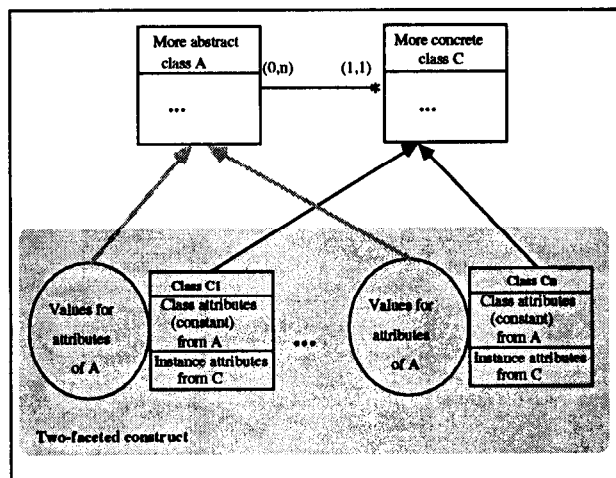 More abstract
class A
(0,n)
(1,1)
*
More concrete
class C
...
...
Values for
attributes
of A
Class C1
Class attributes
(constant)
from A
Instance attributes
from C
...
Values for
attributes
of A
Class Cn
Class attributes
(constant)
from A
Instance attributes
from C
Two-faceted construct